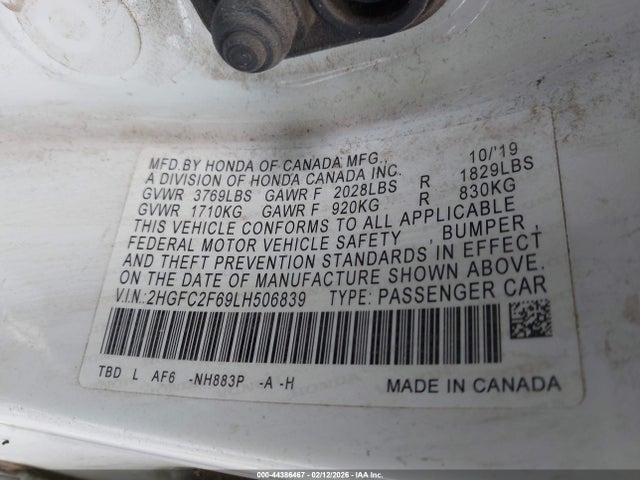 MFD. BY HONDA OF CANADA MFG., 10/'19
A DIVISION OF HONDA CANADA INC.
GVWR 3769LBS GAWR F 2028LBS R 1829LBS
GVWR 1710KG GAWR F 920KG R 830KG
THIS VEHICLE CONFORMS TO ALL APPLICABLE
FEDERAL MOTOR VEHICLE SAFETY , BUMPER ,
AND THEFT PREVENTION STANDARDS IN EFFECT
ON THE DATE OF MANUFACTURE SHOWN ABOVE.
V.I.N.:2HGFC2F69LH506839 TYPE: PASSENGER CAR
TBD L AF6 -NH883P -A -H MADE IN CANADA
000-44386467 - 02/12/2026 - IAA Inc.